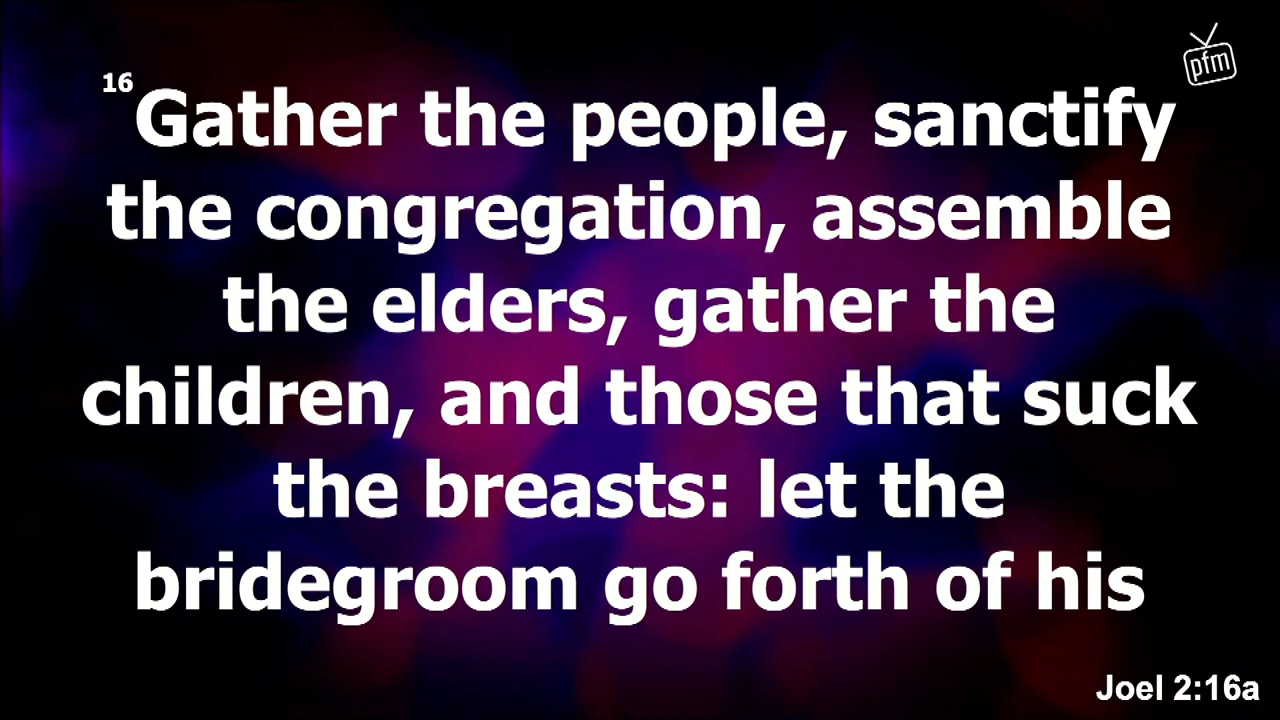 pfm
16 Gather the people, sanctify
the congregation, assemble
the elders, gather the
children, and those that suck
the breasts: let the
bridegroom go forth of his
Joel 2:16a